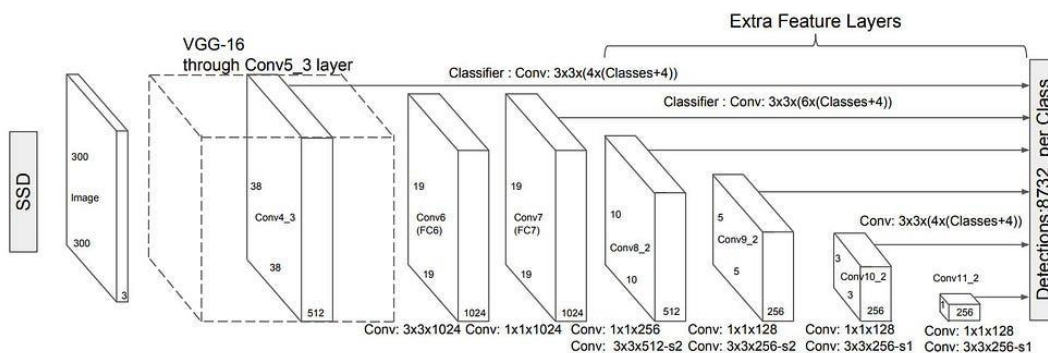 Extra Feature Layers
VGG-16
through Conv5_3 layer
Classifier : Conv: 3x3x(4x(Classes+4))
Classifier : Conv: 3x3x(6x(Classes+4))
SSD
300
Image
300
3
38
Conv4_3
38
512
19
Conv6
(FC6)
19
1024
19
Conv7
(FC7)
19
1024
10
Conv8_2
10
512
5
Conv9_2
5
256
Conv: 3x3x(4x(Classes+4))
3
Conv10_2
3
256
Conv11_2
1
256
Detections:8732 per Class
Conv: 3x3x1024
Conv: 1x1x1024
Conv: 1x1x256
Conv: 3x3x512-s2
Conv: 1x1x128
Conv: 3x3x256-s2
Conv: 1x1x128
Conv: 3x3x256-s1
Conv: 1x1x128
Conv: 3x3x256-s1